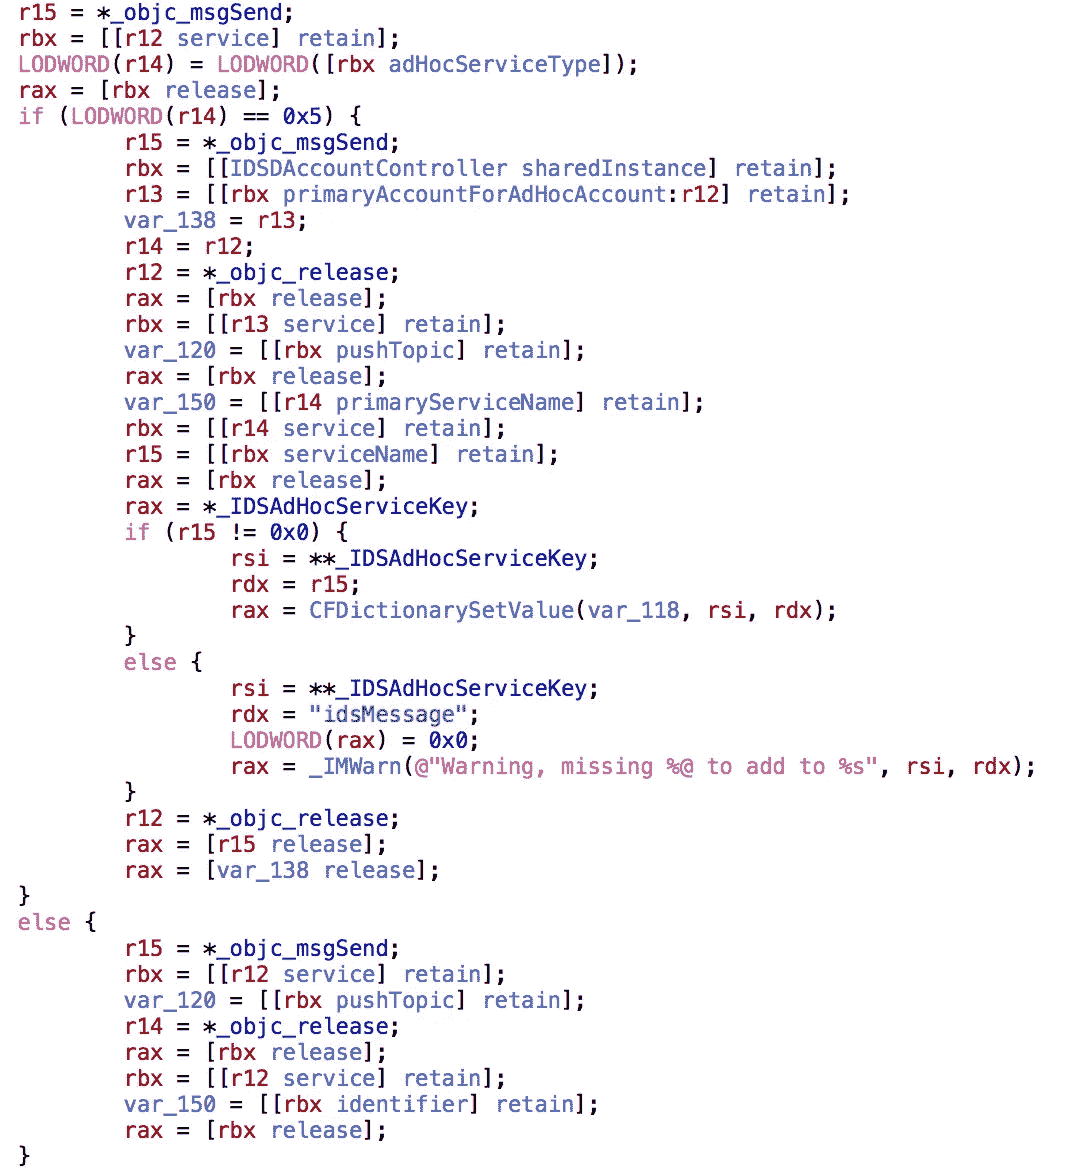 r15 = *_objc_msgSend;
rbx = [[r12 service] retain];
LODWORD(r14) = LODWORD([rbx adHocServiceType]);
rax = [rbx release];
if (LODWORD(r14) == 0x5) {
        r15 = *_objc_msgSend;
        rbx = [[IDSDAccountController sharedInstance] retain];
        r13 = [[rbx primaryAccountForAdHocAccount:r12] retain];
        var_138 = r13;
        r14 = r12;
        r12 = *_objc_release;
        rax = [rbx release];
        rbx = [[r13 service] retain];
        var_120 = [[rbx pushTopic] retain];
        rax = [rbx release];
        var_150 = [[r14 primaryServiceName] retain];
        rbx = [[r14 service] retain];
        r15 = [[rbx serviceName] retain];
        rax = [rbx release];
        rax = *_IDSAdHocServiceKey;
        if (r15 != 0x0) {
                rsi = **_IDSAdHocServiceKey;
                rdx = r15;
                rax = CFDictionarySetValue(var_118, rsi, rdx);
        }
        else {
                rsi = **_IDSAdHocServiceKey;
                rdx = "idsMessage";
                LODWORD(rax) = 0x0;
                rax = _IMWarn(@"Warning, missing %@ to add to %s", rsi, rdx);
        }
        r12 = *_objc_release;
        rax = [r15 release];
        rax = [var_138 release];
}
else {
        r15 = *_objc_msgSend;
        rbx = [[r12 service] retain];
        var_120 = [[rbx pushTopic] retain];
        r14 = *_objc_release;
        rax = [rbx release];
        rbx = [[r12 service] retain];
        var_150 = [[rbx identifier] retain];
        rax = [rbx release];
}